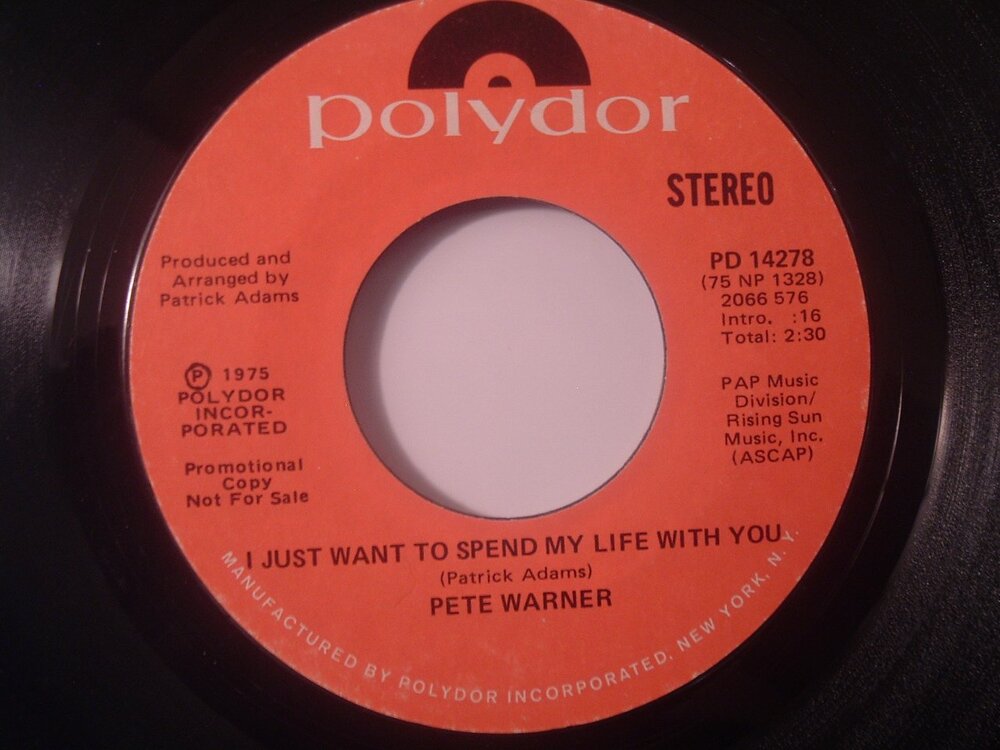 polydor
STEREO
Produced and
Arranged by
Patrick Adams
PD 14278
(75 NP 1328)
2066 576
Intro. :16
Total: 2:30
℗ 1975
POLYDOR
INCOR-
PORATED
PAP Music
Division/
Rising Sun
Music, Inc.
(ASCAP)
Promotional
Copy
Not For Sale
I JUST WANT TO SPEND MY LIFE WITH YOU
(Patrick Adams)
PETE WARNER
MANUFACTURED BY POLYDOR INCORPORATED, NEW YORK, N.Y.